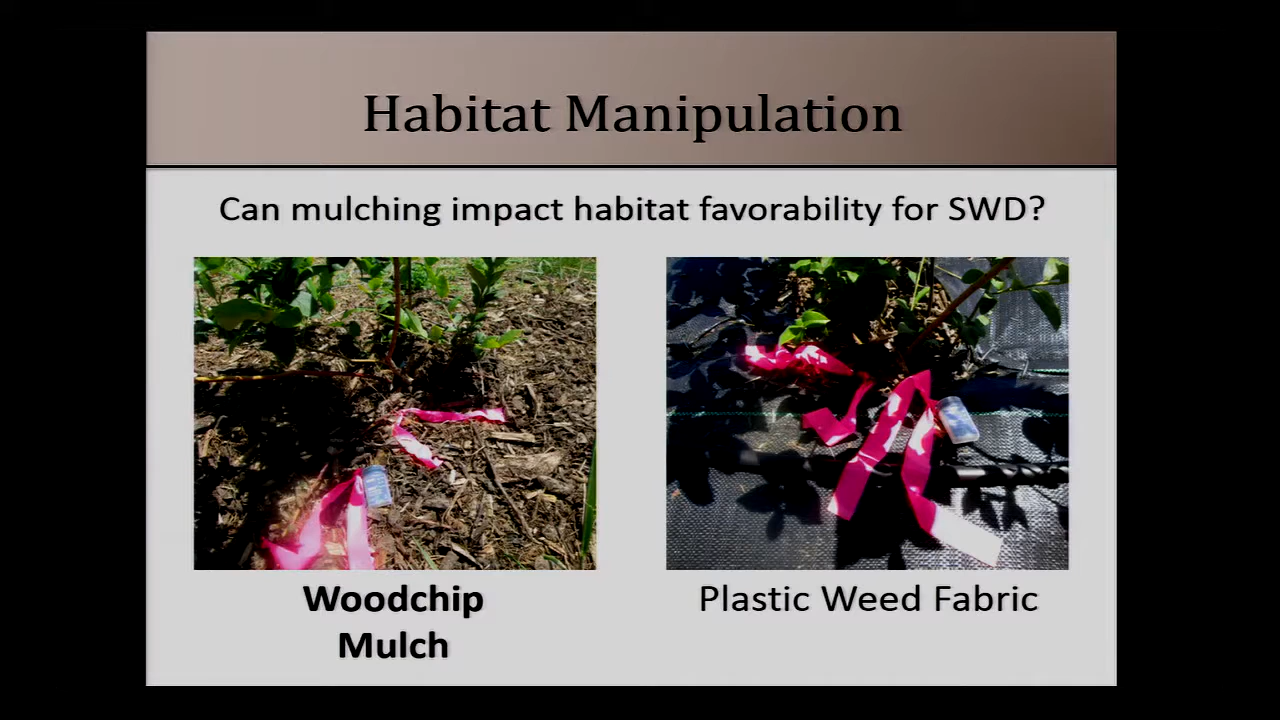 Habitat Manipulation
Can mulching impact habitat favorability for SWD?
Woodchip
Mulch
Plastic Weed Fabric